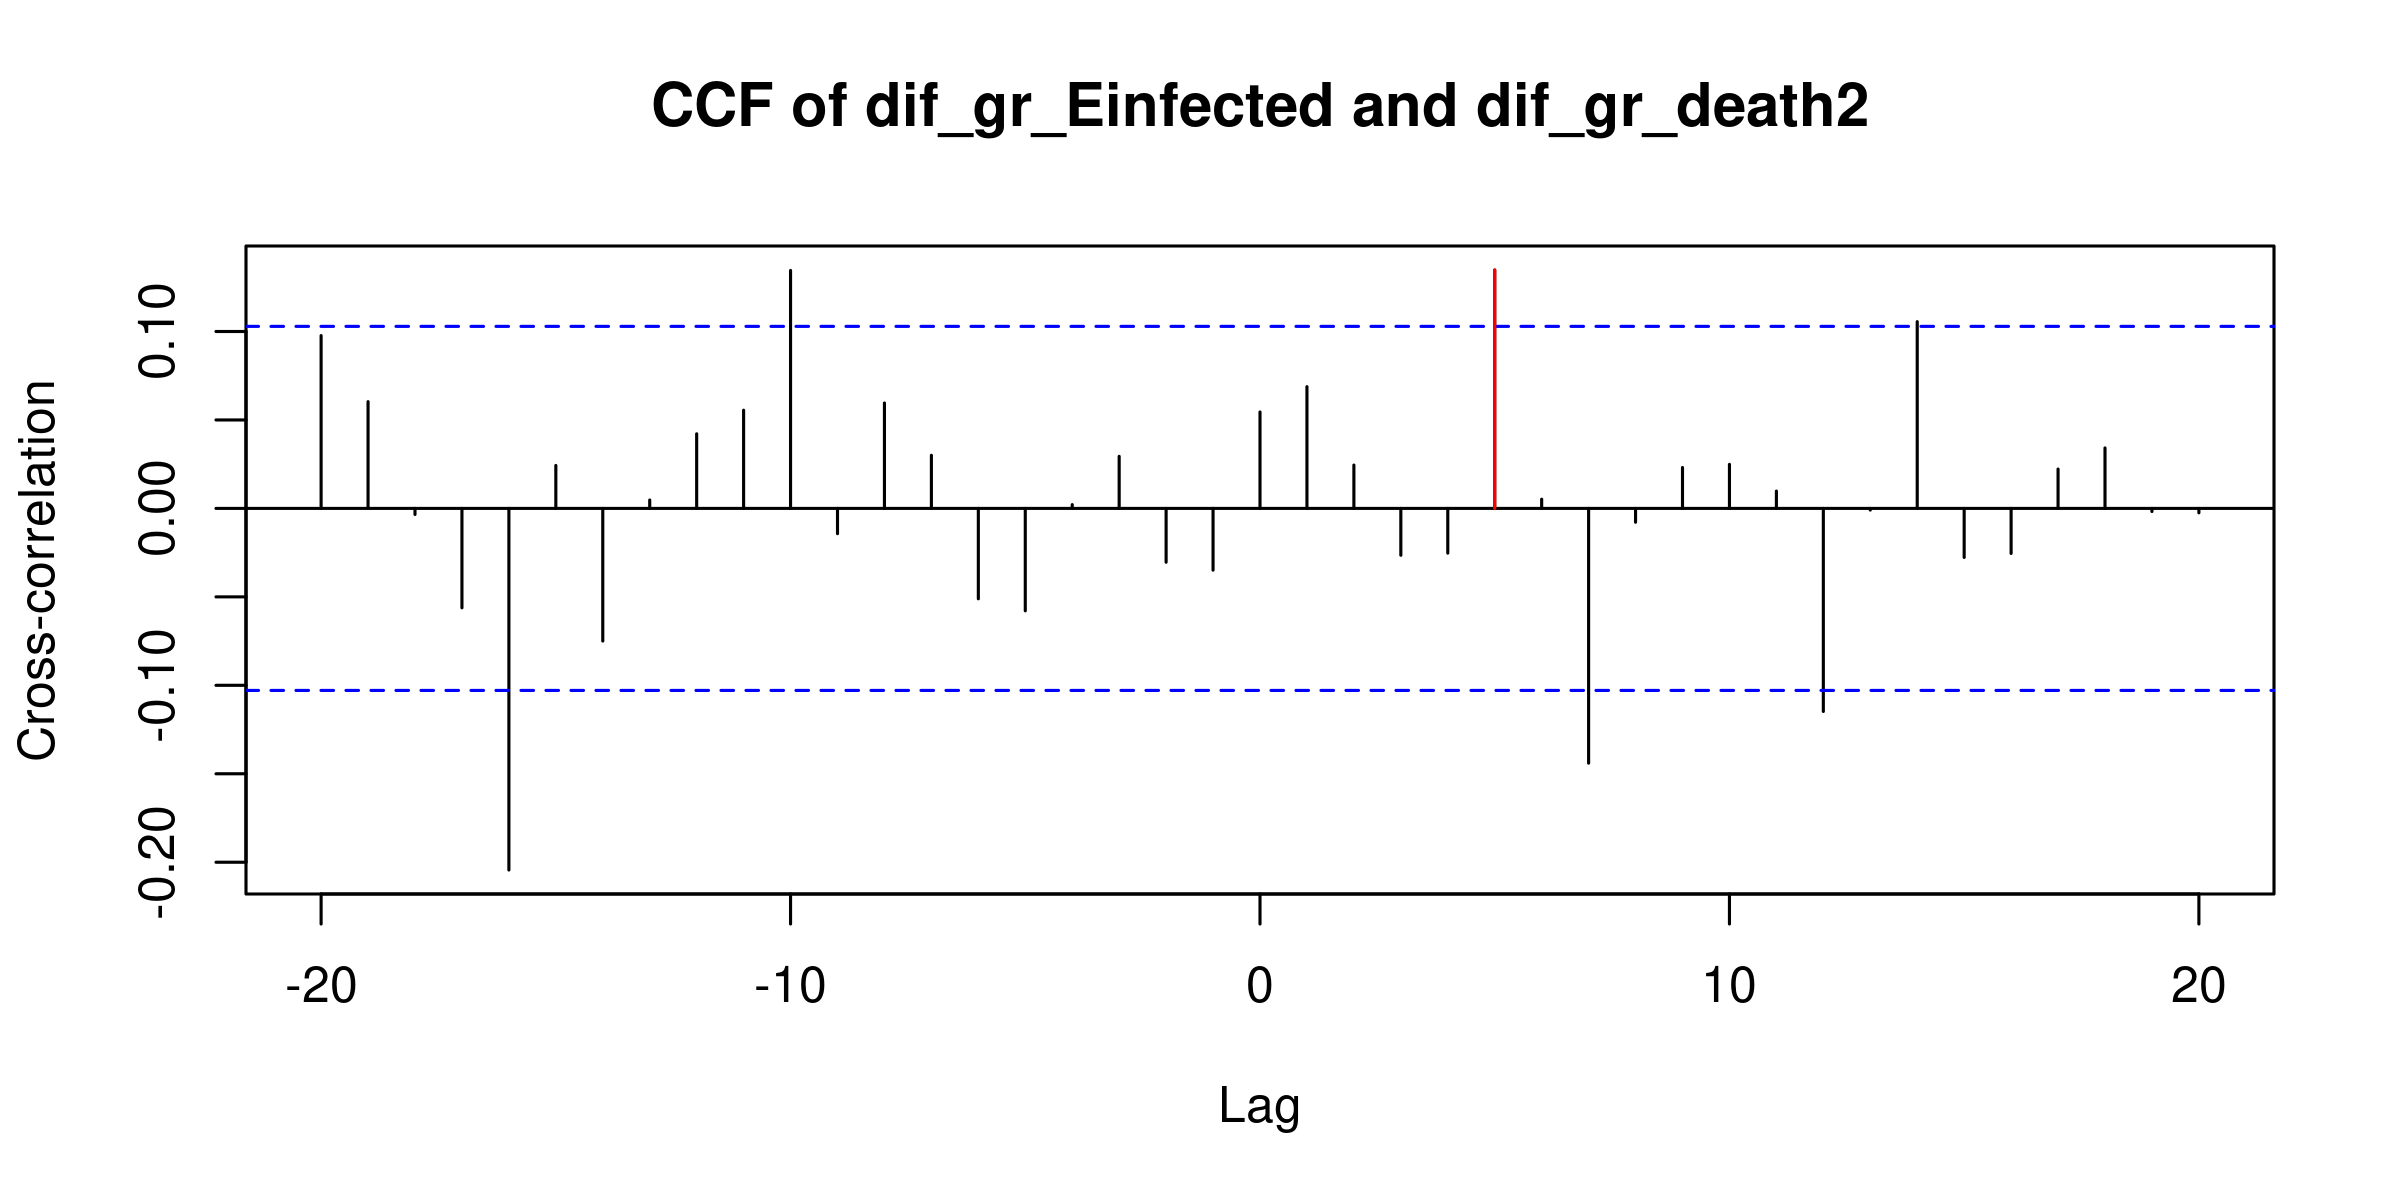 CCF of dif_gr_Einfected and dif_gr_death2
Cross-correlation
0.10
0.00
-0.10
-0.20
-20 -10 0 10 20
Lag